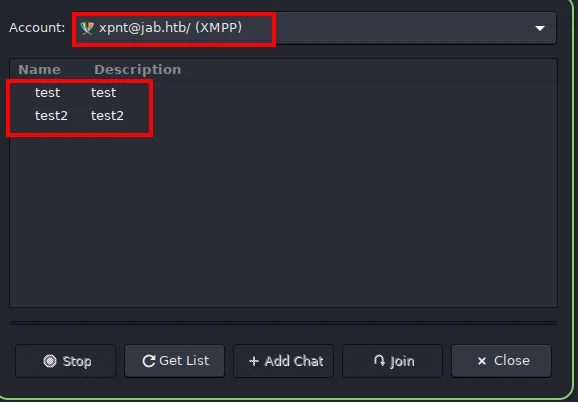 Account: xpnt@jab.htb/ (XMPP)
Name Description
test test
test2 test2
Stop Get List + Add Chat Join × Close